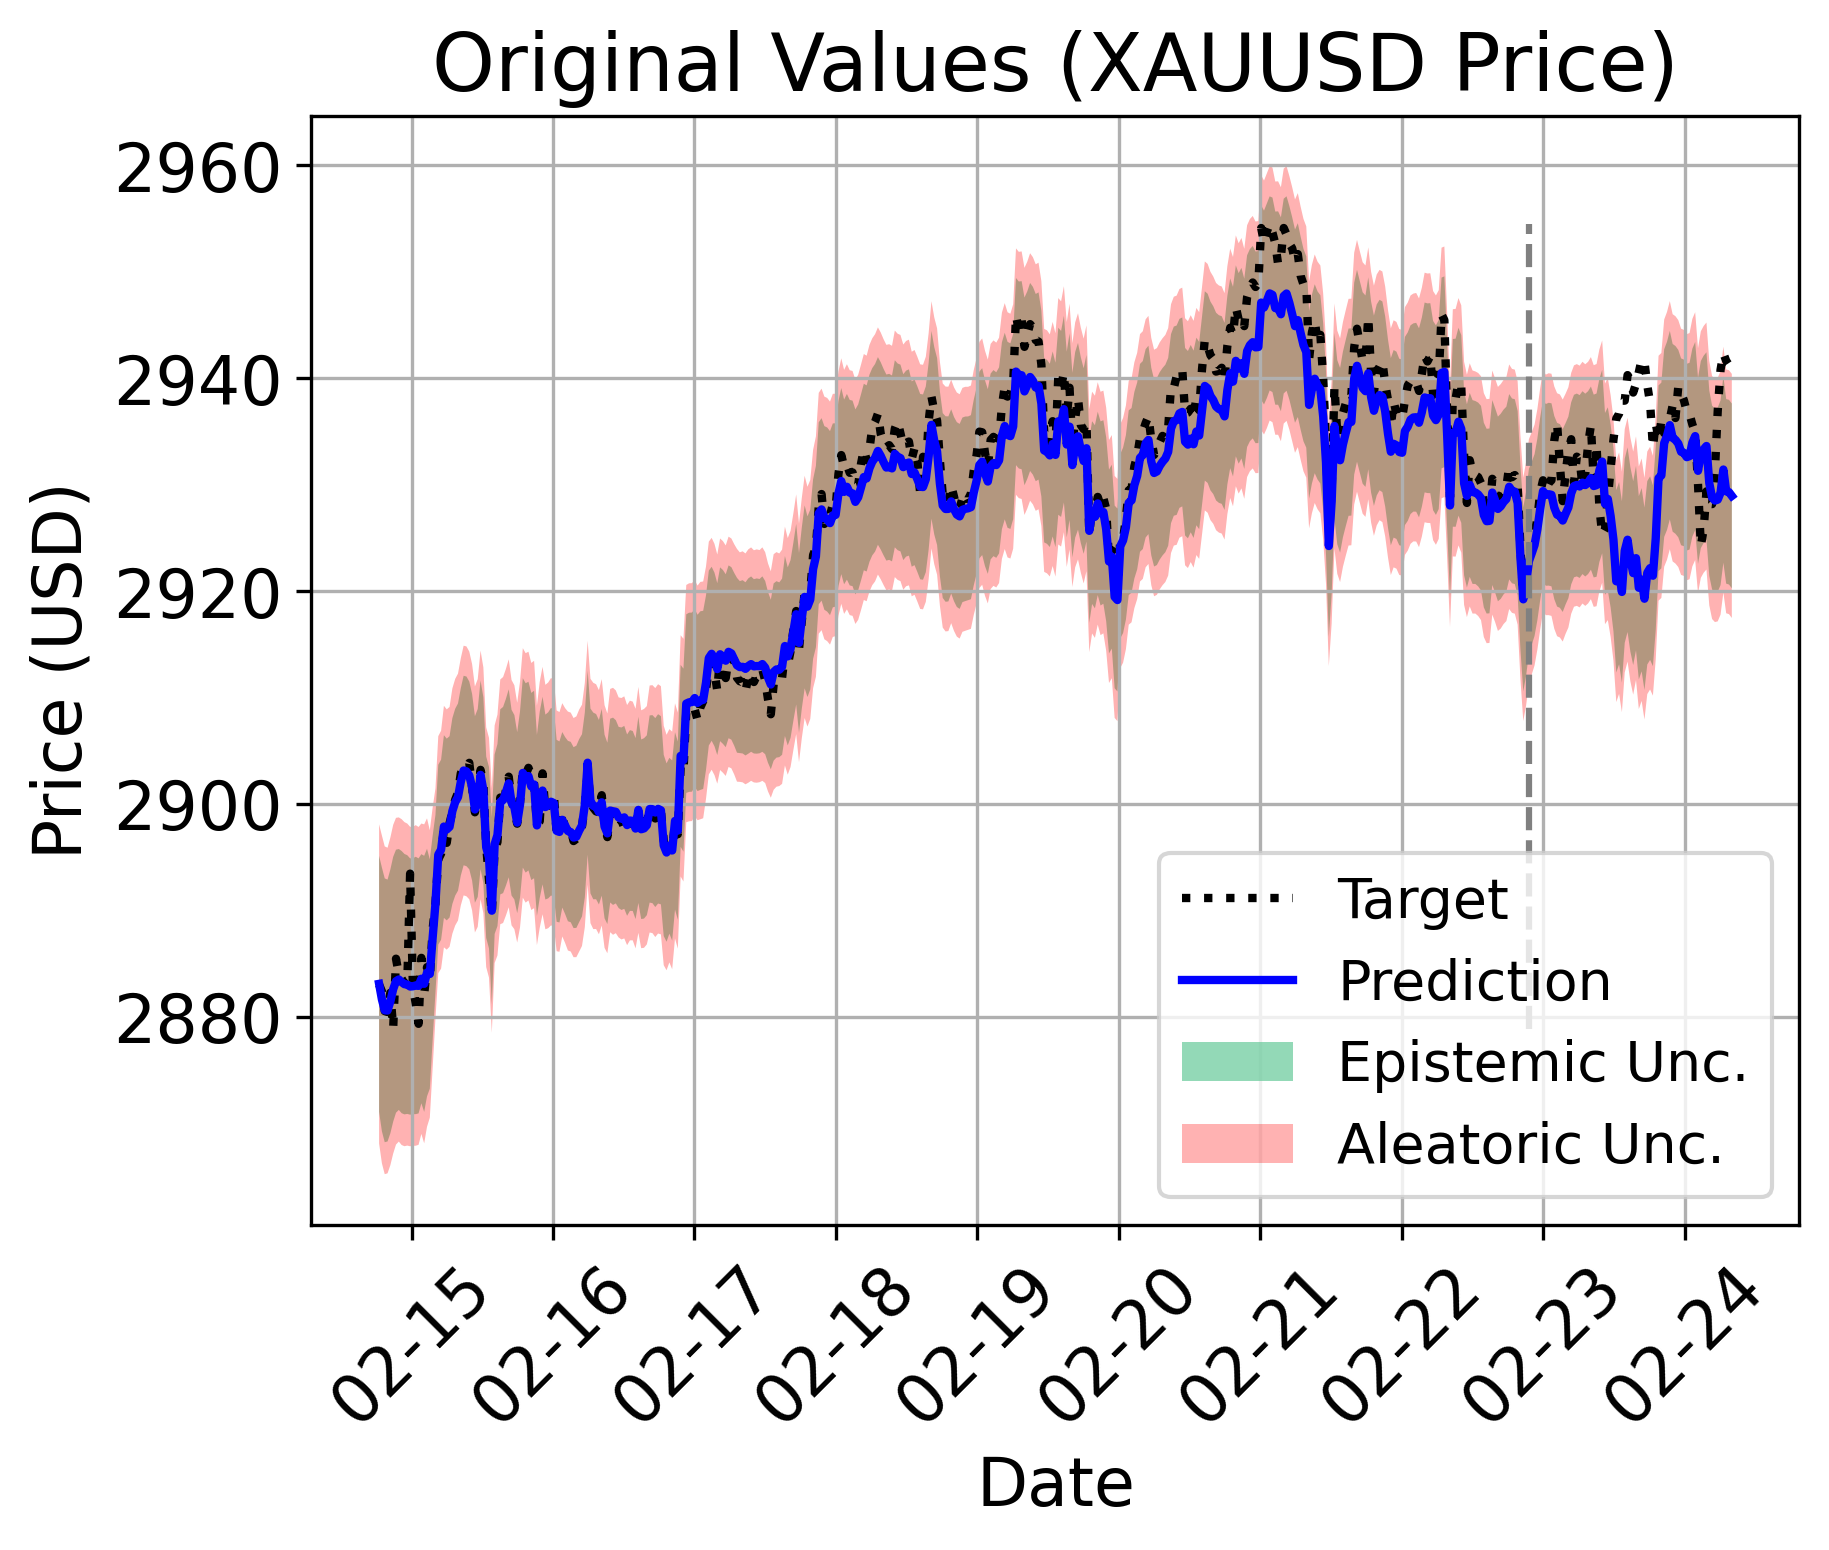 Original Values (XAUUSD Price)
Price (USD)
2960
2940
2920
2900
2880
Target
Prediction
Epistemic Unc.
Aleatoric Unc.
02-15
02-16
02-17
02-18
02-19
02-20
02-21
02-22
02-23
02-24
Date